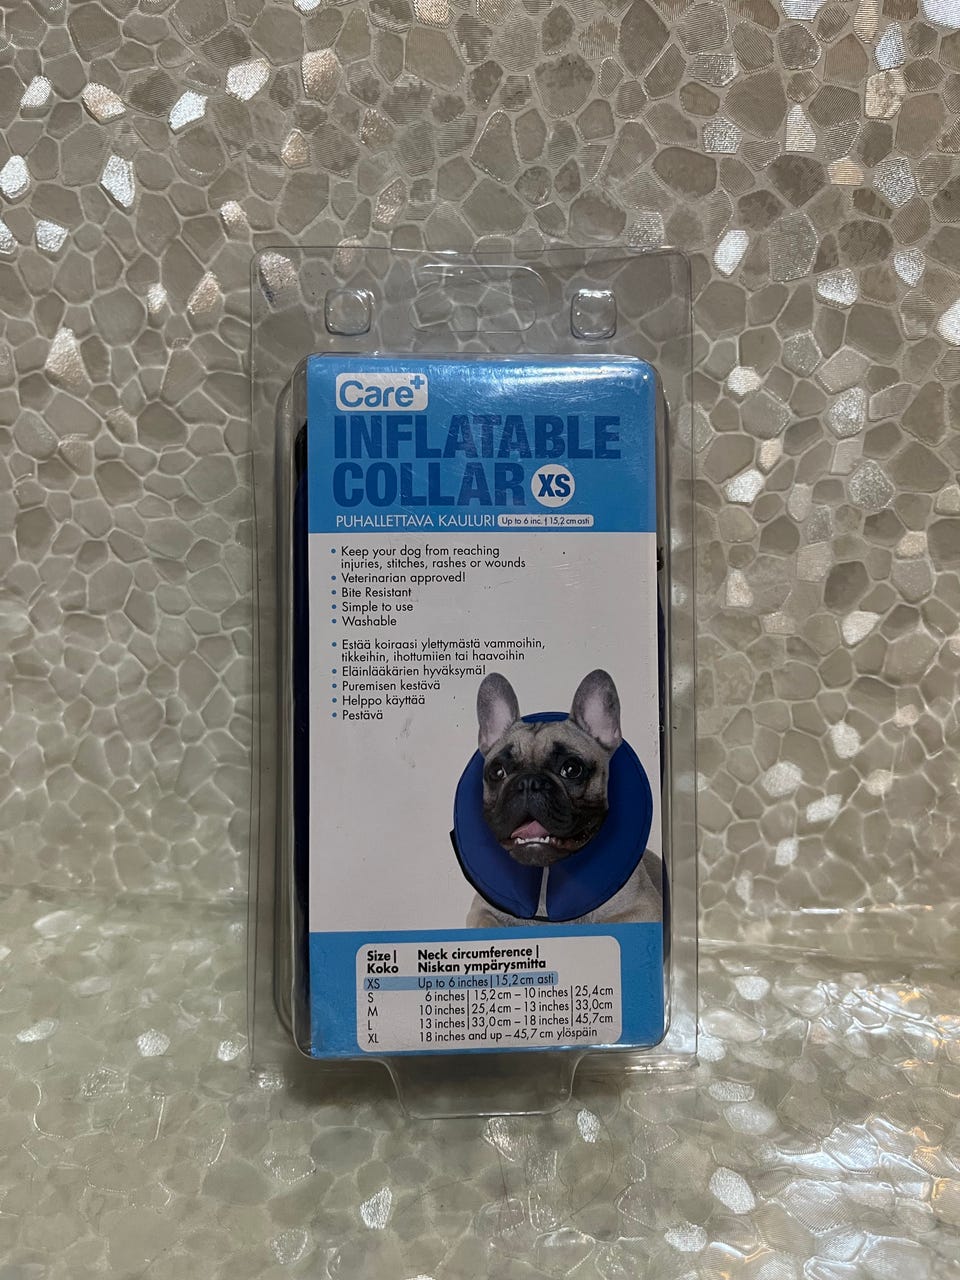 Care+
INFLATABLE
COLLAR XS
PUHALLETTAVA KAULURI Up to 6 inc. | 15,2 cm asti
• Keep your dog from reaching
injuries, stitches, rashes or wounds
• Veterinarian approved!
• Bite Resistant
• Simple to use
• Washable
• Estää koiraasi ylettymästä vammoihin,
tikkeihin, ihottumiien tai haavoihin
• Eläinlääkärien hyväksymä!
• Puremisen kestävä
• Helppo käyttää
• Pestävä
Size | Neck circumference |
Koko Niskan ympärysmitta
XS Up to 6 inches | 15,2 cm asti
S 6 inches | 15,2 cm – 10 inches | 25,4cm
M 10 inches | 25,4 cm – 13 inches | 33,0cm
L 13 inches | 33,0 cm – 18 inches | 45,7cm
XL 18 inches and up – 45,7 cm ylöspäin